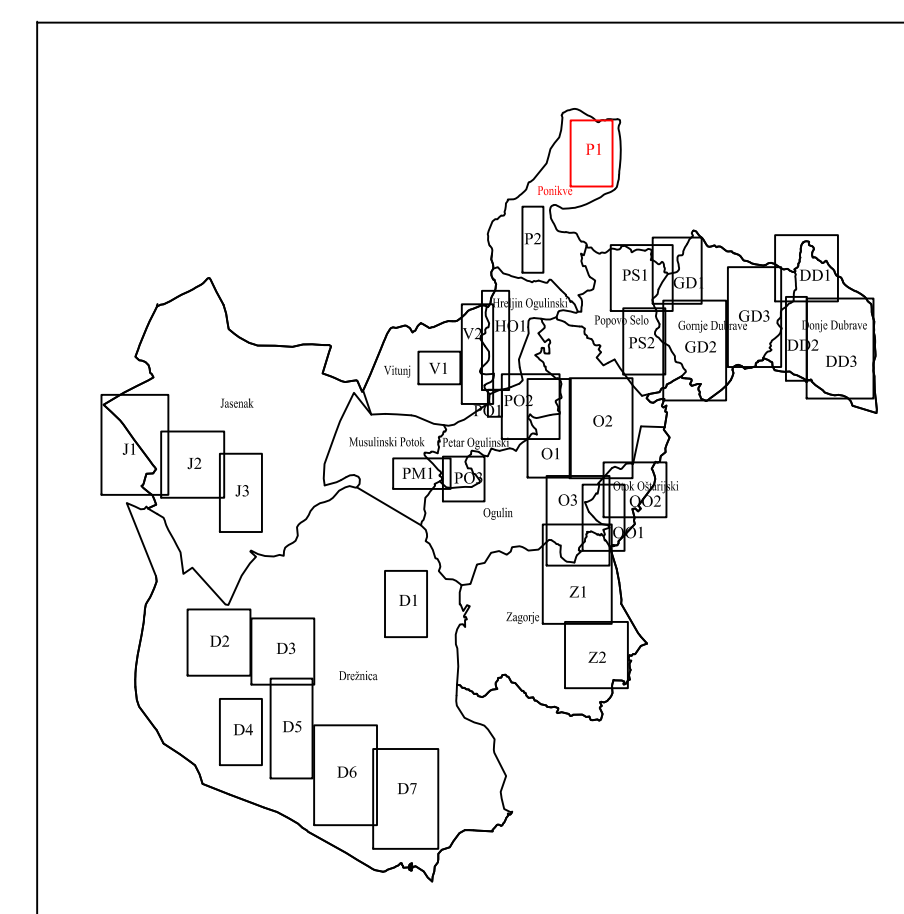 P1
Ponikve
P2
PS1
GD1
DD1
Hreljin Ogulinski
HO1
V2
Popovo Selo
Gornje Dubrave
GD3
Donje Dubrave
PS2
GD2
DD2
DD3
Vitunj
V1
Jasenak
PO1
PO2
O2
J1
J2
J3
Musulinski Potok
Petar Ogulinski
O1
PM1
PO3
Otok Oštarijski
O3
OO2
Ogulin
OO1
D1
Z1
Zagorje
D2
D3
Z2
Drežnica
D4
D5
D6
D7